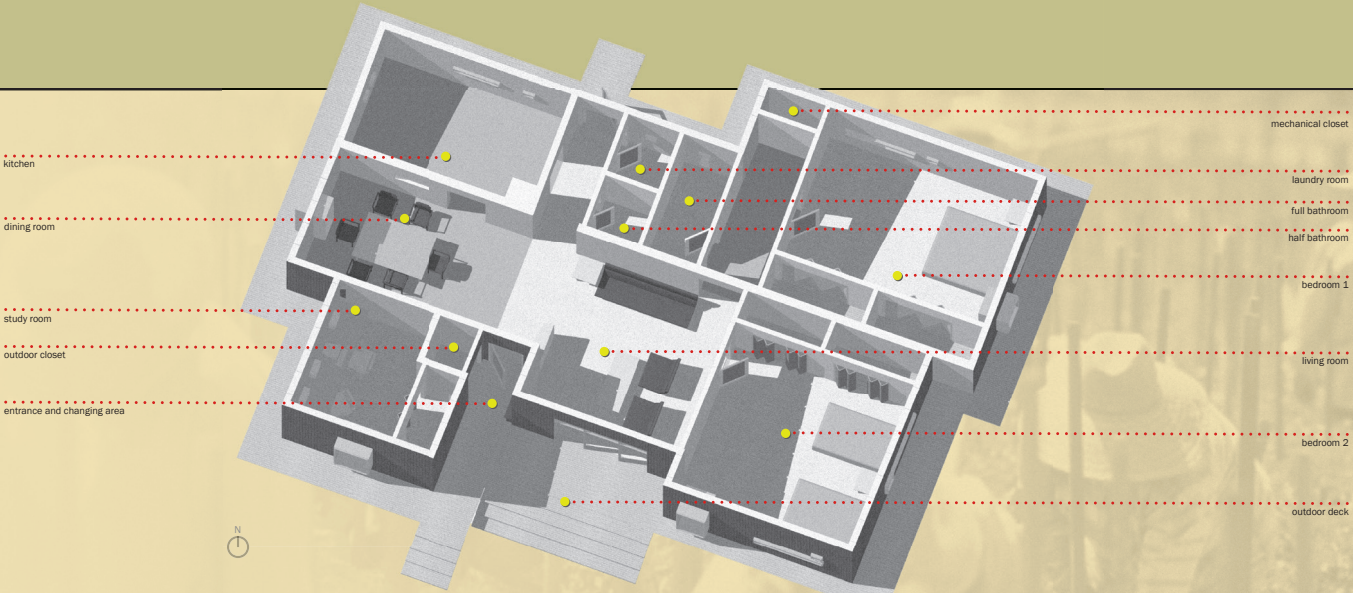 kitchen
dining room
study room
outdoor closet
entrance and changing area
N
mechanical closet
laundry room
full bathroom
half bathroom
bedroom 1
living room
bedroom 2
outdoor deck